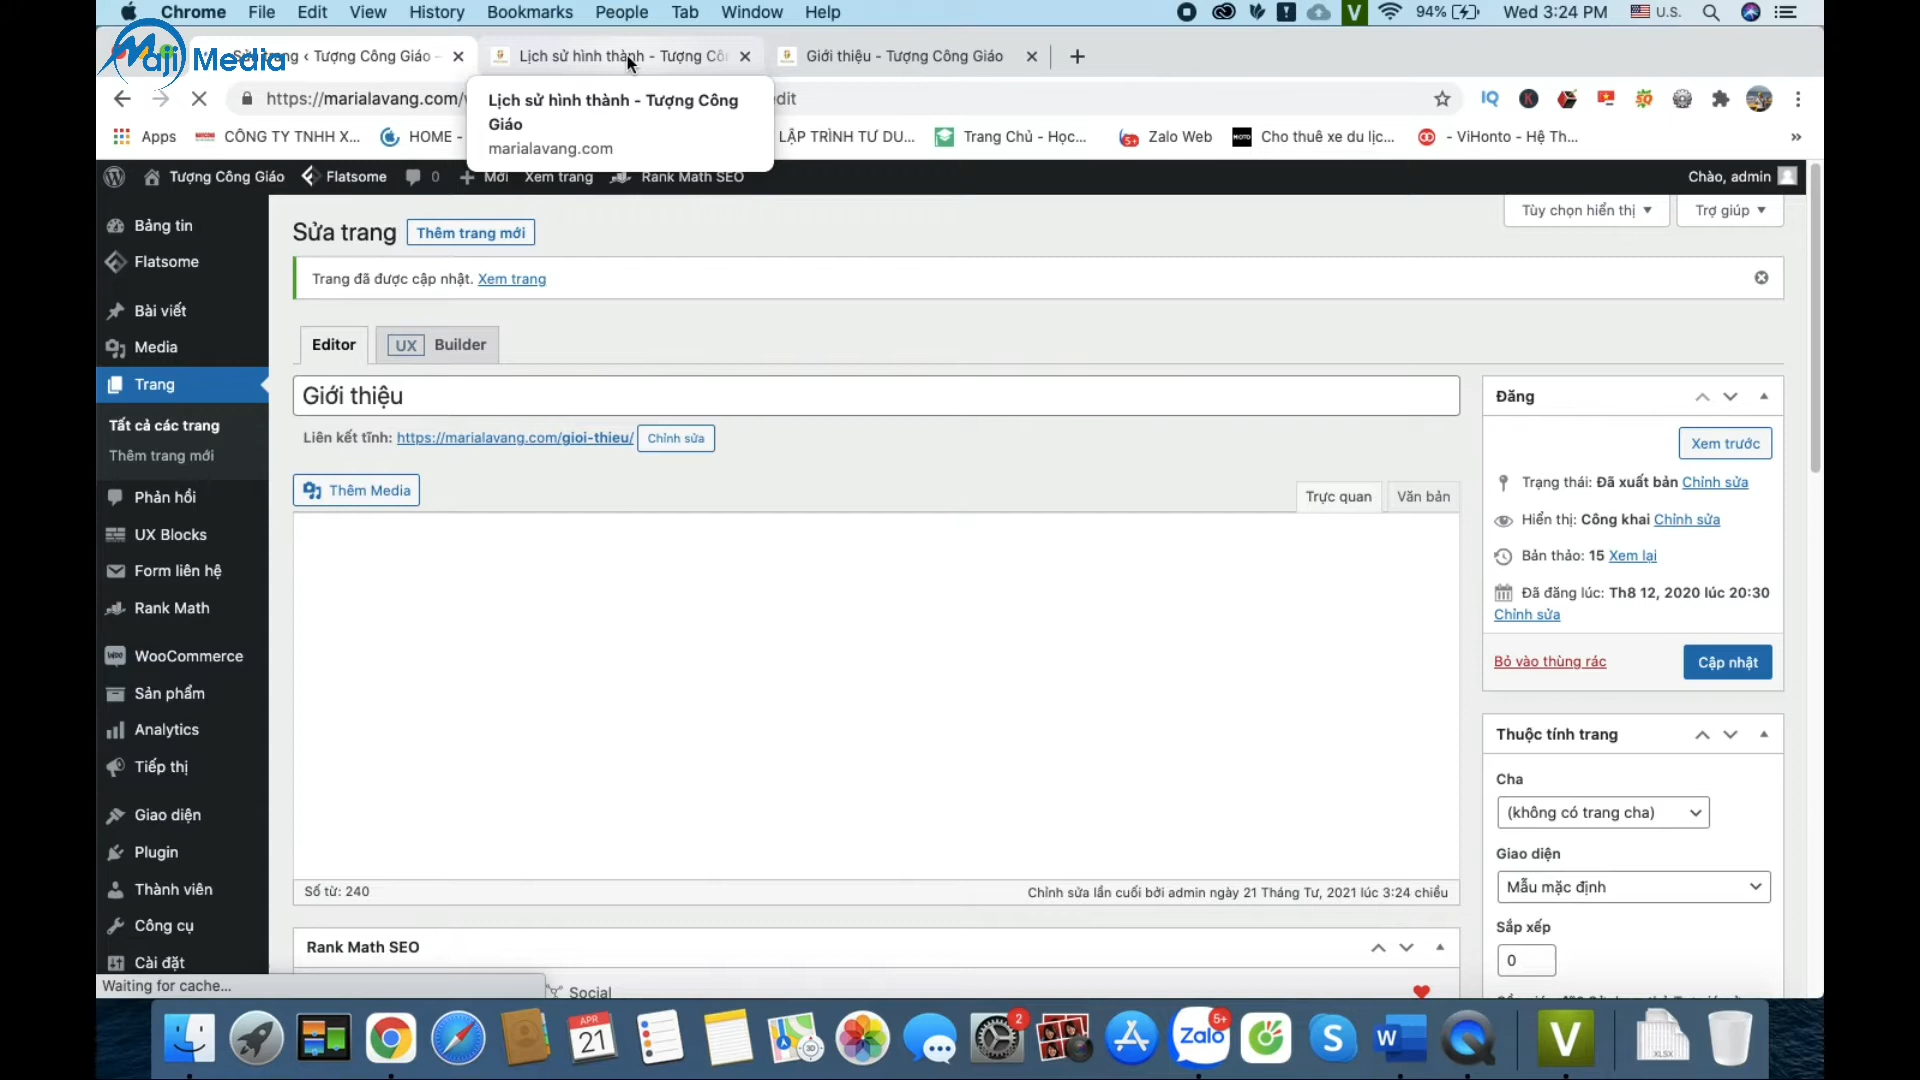 Chrome File Edit View History Bookmarks People Tab Window Help 94% Wed 3:24 PM U.S.
Maji Media
trang ‹ Tượng Công Giáo - Lịch sử hình thành - Tượng Cô Giới thiệu - Tượng Công Giáo
https://marialavang.com/ edit
Lịch sử hình thành - Tượng Công
Giáo
marialavang.com
Apps CÔNG TY TNHH X... HOME - LẬP TRÌNH TƯ DU... Trang Chủ - Học... Zalo Web Cho thuê xe du lịc... - ViHonto - Hệ Th... »
Tượng Công Giáo Flatsome 0 Mới Xem trang Rank Math SEO Chào, admin
Tùy chọn hiển thị Trợ giúp
Bảng tin
Flatsome
Bài viết
Media
Trang
Tất cả các trang
Thêm trang mới
Phản hồi
UX Blocks
Form liên hệ
Rank Math
WooCommerce
Sản phẩm
Analytics
Tiếp thị
Giao diện
Plugin
Thành viên
Công cụ
Cài đặt
Waiting for cache...
Sửa trang Thêm trang mới
Trang đã được cập nhật. Xem trang
Editor UX Builder
Giới thiệu
Liên kết tĩnh: https://marialavang.com/gioi-thieu/ Chỉnh sửa
Thêm Media Trực quan Văn bản
Số từ: 240 Chỉnh sửa lần cuối bởi admin ngày 21 Tháng Tư, 2021 lúc 3:24 chiều
Rank Math SEO
Social
Đăng
Xem trước
Trạng thái: Đã xuất bản Chỉnh sửa
Hiển thị: Công khai Chỉnh sửa
Bản thảo: 15 Xem lại
Đã đăng lúc: Th8 12, 2020 lúc 20:30
Chỉnh sửa
Bỏ vào thùng rác Cập nhật
Thuộc tính trang
Cha
(không có trang cha)
Giao diện
Mẫu mặc định
Sắp xếp
0
APR
21
2
Zalo
5+
XLSX